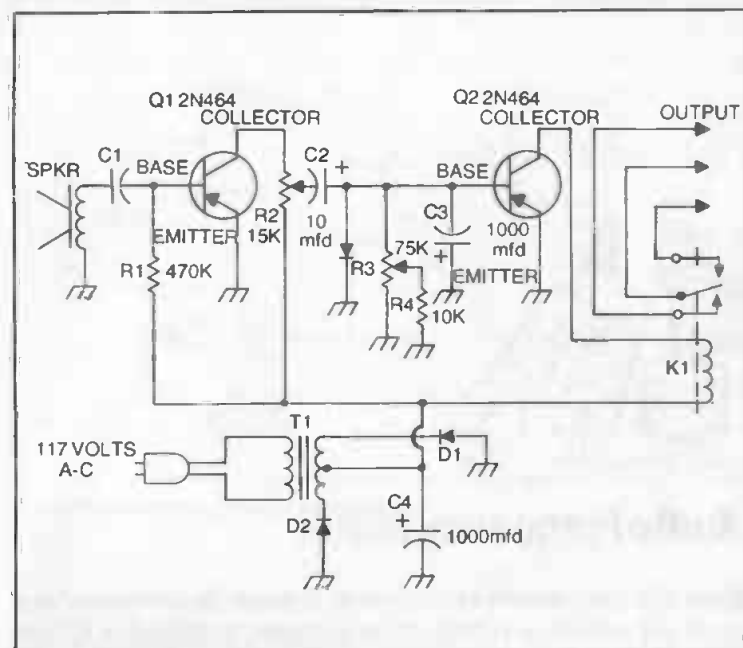 Q1 2N464
COLLECTOR
Q2 2N464
COLLECTOR
OUTPUT
SPKR
C1
BASE
C2
+
BASE
R2
15K
10
mfd
C3
1000
mfd
+
EMITTER
R1
470K
R3
75K
R4
10K
EMITTER
K1
T1
117 VOLTS
A-C
D1
D2
C4
+
1000mfd